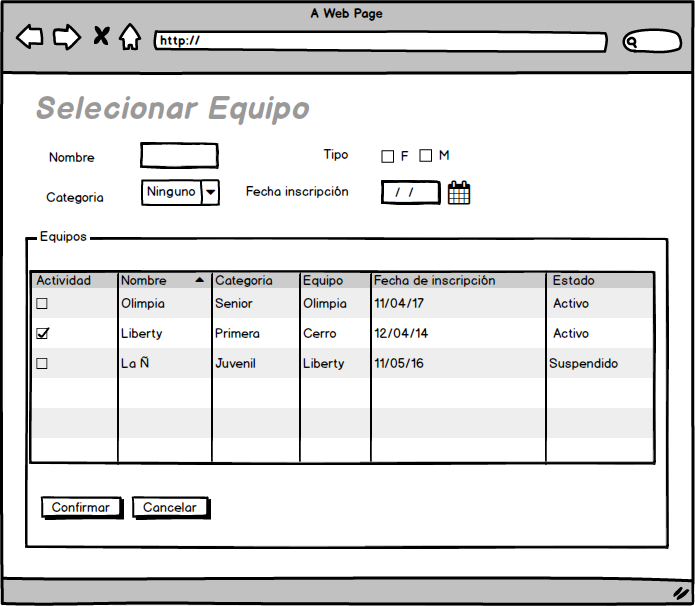 A Web Page
http://
Selecionar Equipo
Nombre Tipo F M
Categoria Ninguno Fecha inscripción / /
Equipos
Actividad Nombre Categoria Equipo Fecha de inscripción Estado
Olimpia Senior Olimpia 11/04/17 Activo
Liberty Primera Cerro 12/04/14 Activo
La Ñ Juvenil Liberty 11/05/16 Suspendido
Confirmar Cancelar